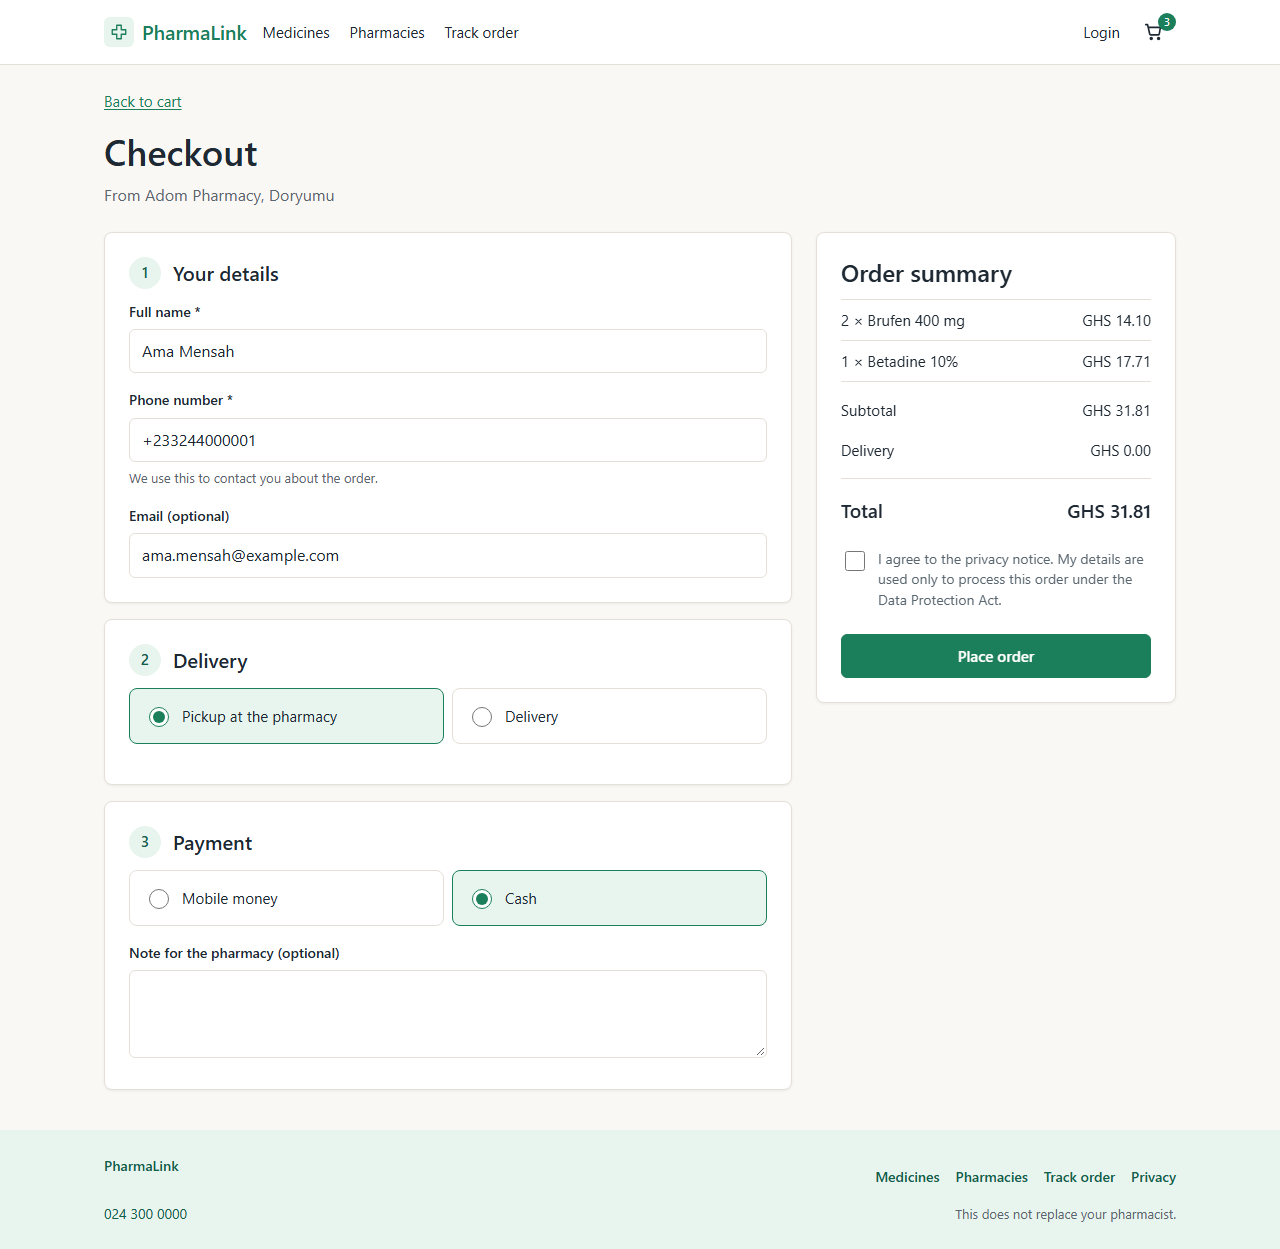 PharmaLink Medicines Pharmacies Track order Login 3
Back to cart
Checkout
From Adom Pharmacy, Doryumu
1 Your details
Full name *
Ama Mensah
Phone number *
+233244000001
We use this to contact you about the order.
Email (optional)
ama.mensah@example.com
2 Delivery
Pickup at the pharmacy Delivery
3 Payment
Mobile money Cash
Note for the pharmacy (optional)
Order summary
2 × Brufen 400 mg GHS 14.10
1 × Betadine 10% GHS 17.71
Subtotal GHS 31.81
Delivery GHS 0.00
Total GHS 31.81
I agree to the privacy notice. My details are
used only to process this order under the
Data Protection Act.
Place order
PharmaLink
024 300 0000
Medicines Pharmacies Track order Privacy
This does not replace your pharmacist.